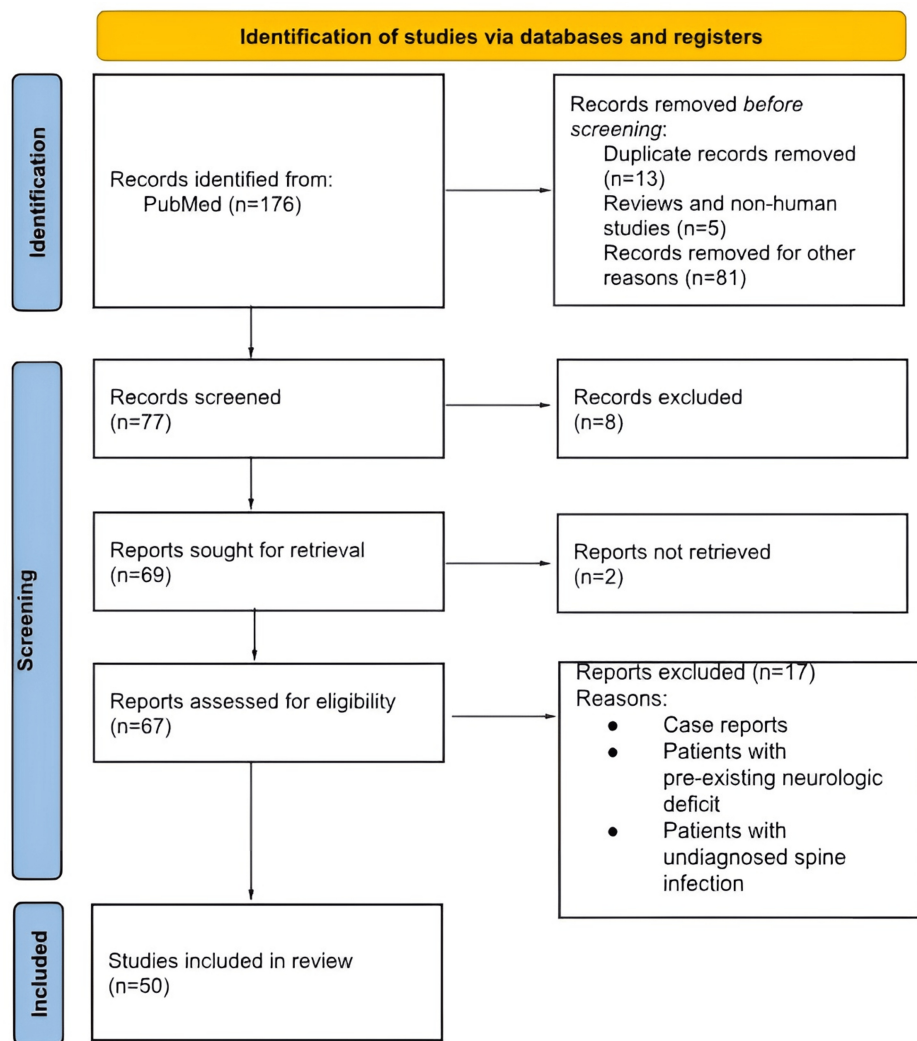 Identification of studies via databases and registers
Identification
Records identified from:
PubMed (n=176)
Records removed before
screening:
Duplicate records removed
(n=13)
Reviews and non-human
studies (n=5)
Records removed for other
reasons (n=81)
Screening
Records screened
(n=77)
Records excluded
(n=8)
Reports sought for retrieval
(n=69)
Reports not retrieved
(n=2)
Reports assessed for eligibility
(n=67)
Reports excluded (n=17)
Reasons:
● Case reports
● Patients with
pre-existing neurologic
deficit
● Patients with
undiagnosed spine
infection
Included
Studies included in review
(n=50)